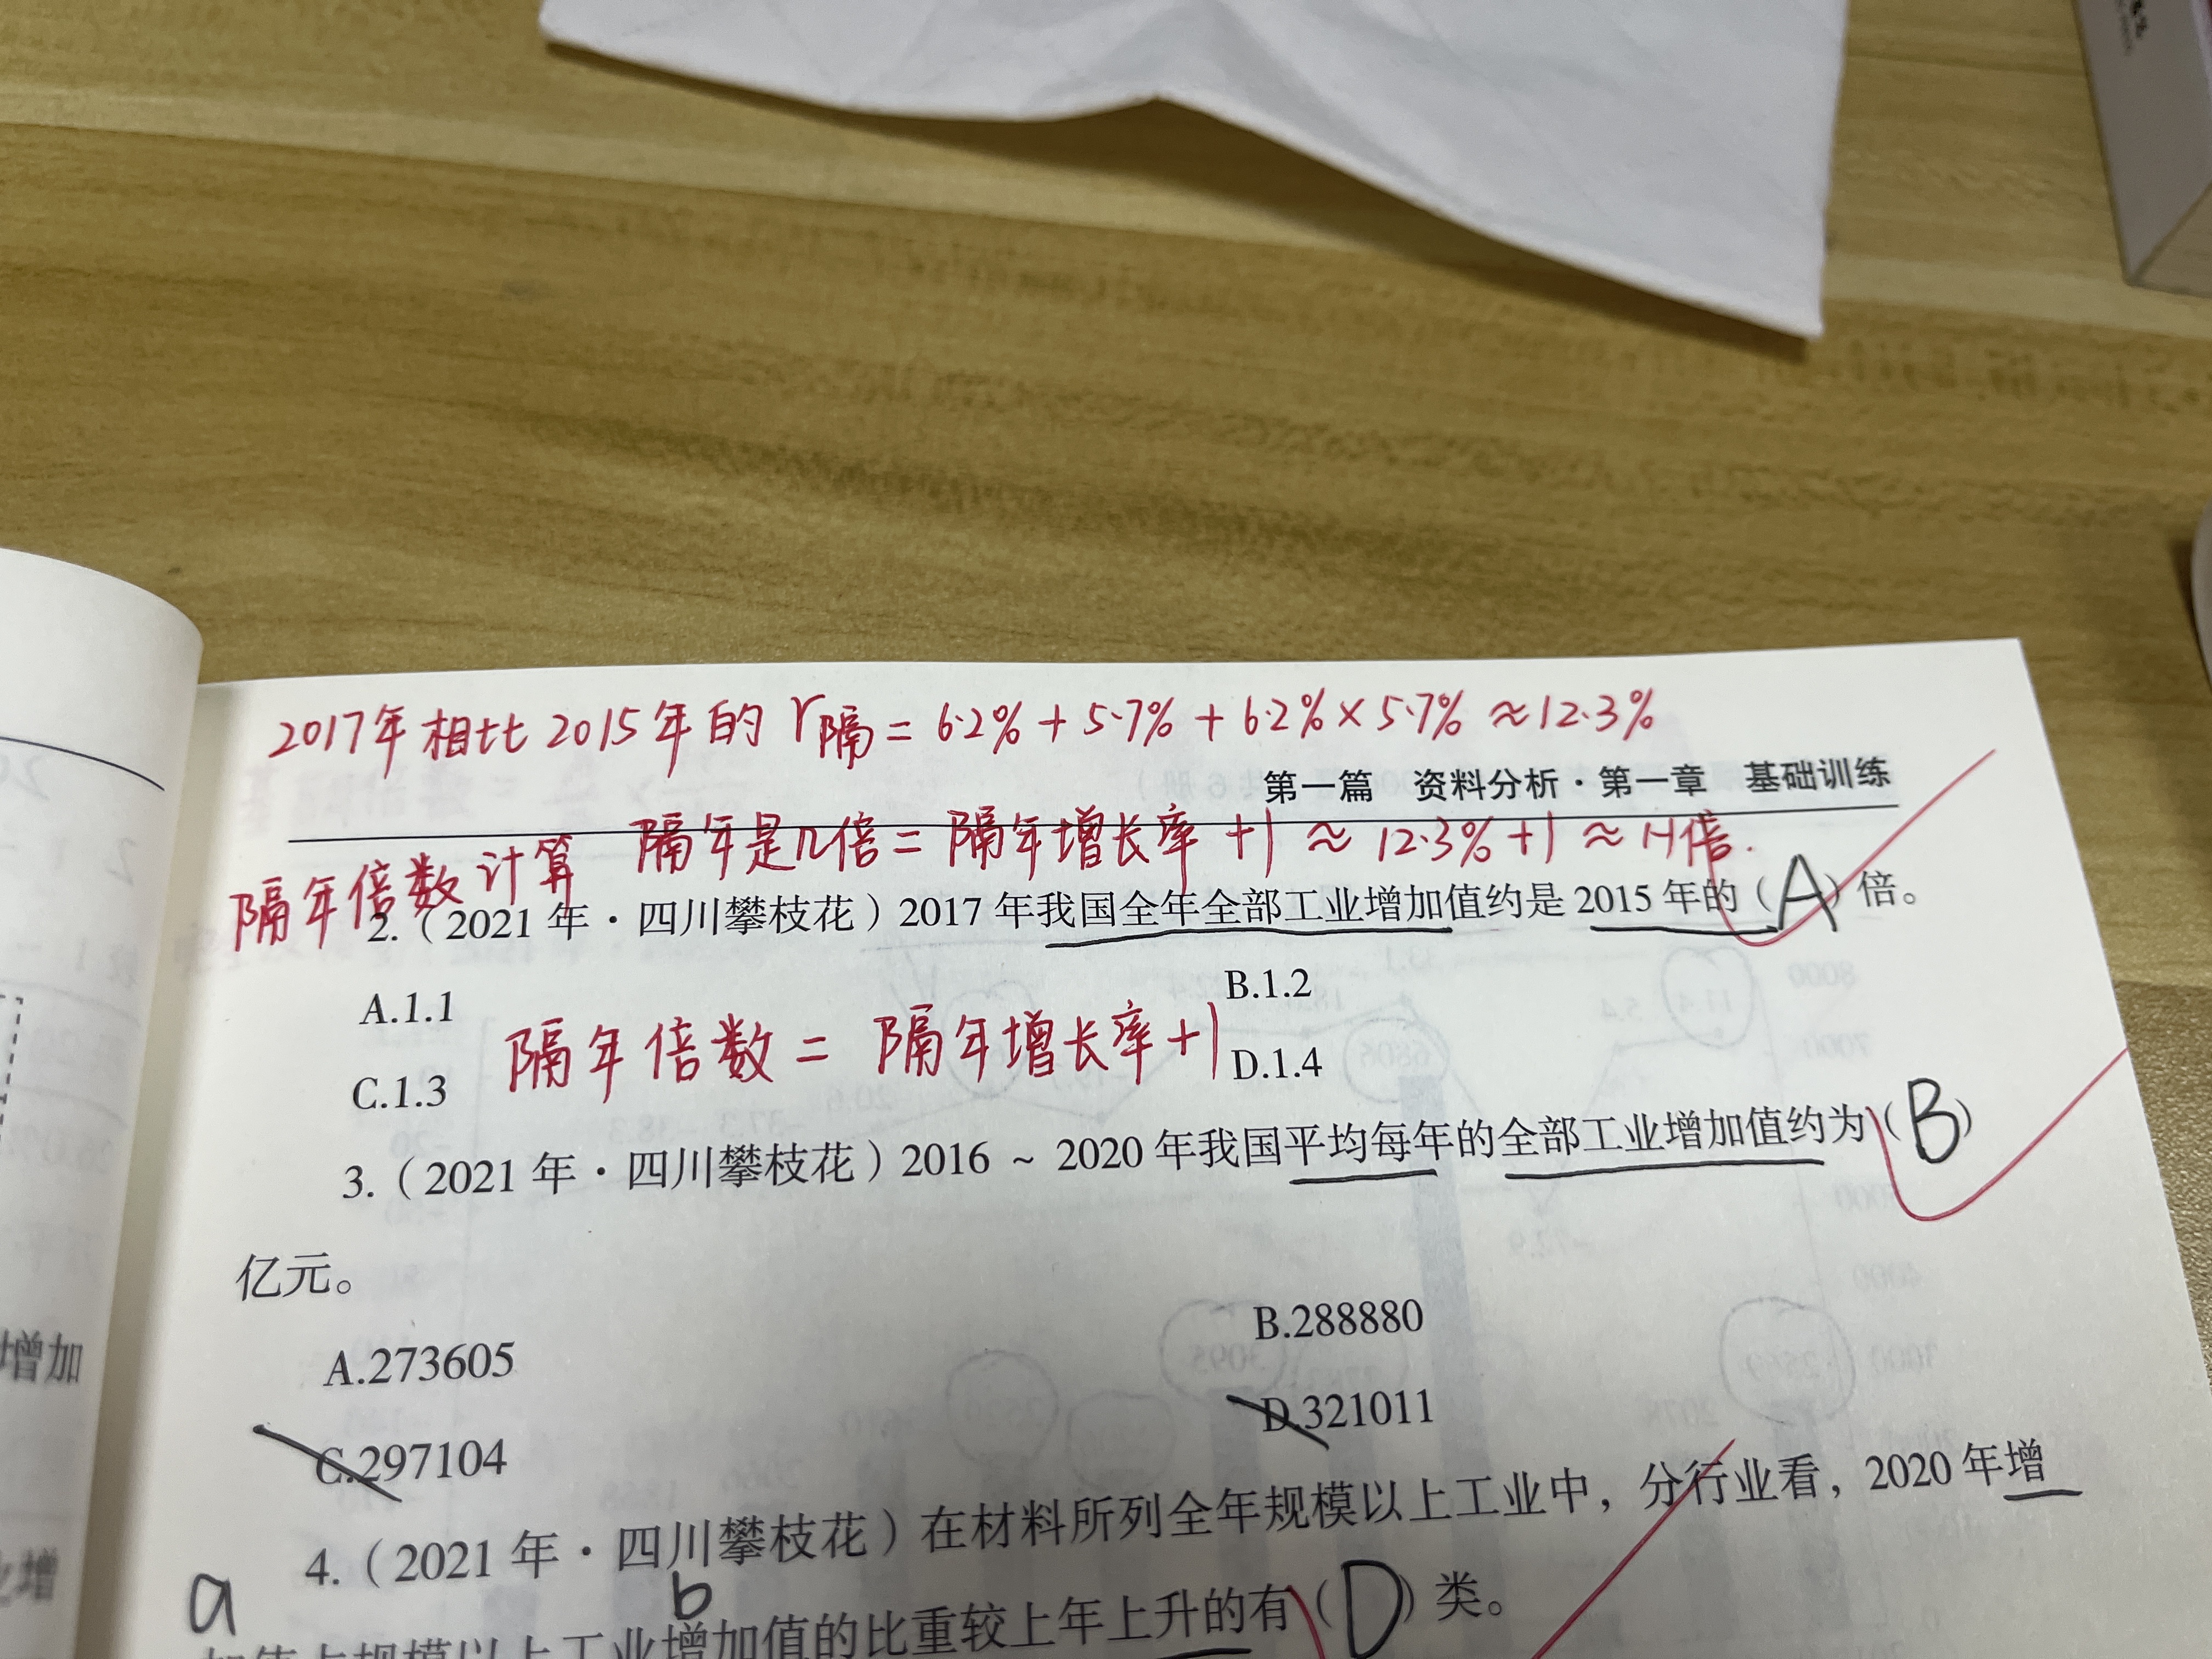 2017年相比2015年的r隔=6.2%+5.7%+6.2%×5.7%≈12.3%
第一篇 资料分析·第一章 基础训练
隔年倍数计算 隔年是几倍=隔年增长率+1≈12.3%+1≈1.1倍.
2.（2021年·四川攀枝花）2017年我国全年全部工业增加值约是2015年的（A）倍。
A.1.1 B.1.2
隔年倍数=隔年增长率+1
C.1.3 D.1.4
3.（2021年·四川攀枝花）2016~2020年我国平均每年的全部工业增加值约为（B）
亿元。
A.273605 B.288880
C.297104 D.321011
4.（2021年·四川攀枝花）在材料所列全年规模以上工业中，分行业看，2020年增
a b
加值占规模以上工业增加值的比重较上年上升的有（D）类。
增加
增